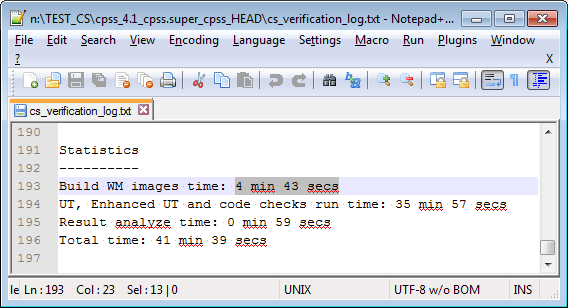 n:\TEST_CS\cpss_4.1_cpss.super_cpss_HEAD\cs_verification_log.txt - Notepad+...
File Edit Search View Encoding Language Settings Macro Run Plugins Window
? X
cs_verification_log.txt
190
191 Statistics
192 ----------
193 Build WM images time: 4 min 43 secs
194 UT, Enhanced UT and code checks run time: 35 min 57 secs
195 Result analyze time: 0 min 59 secs
196 Total time: 41 min 39 secs
197
le Ln : 193 Col : 23 Sel : 13 | 0 UNIX UTF-8 w/o BOM INS